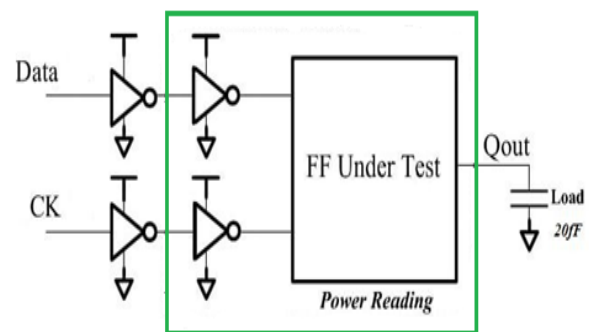 Data
CK
FF Under Test
Power Reading
Qout
Load
20fF